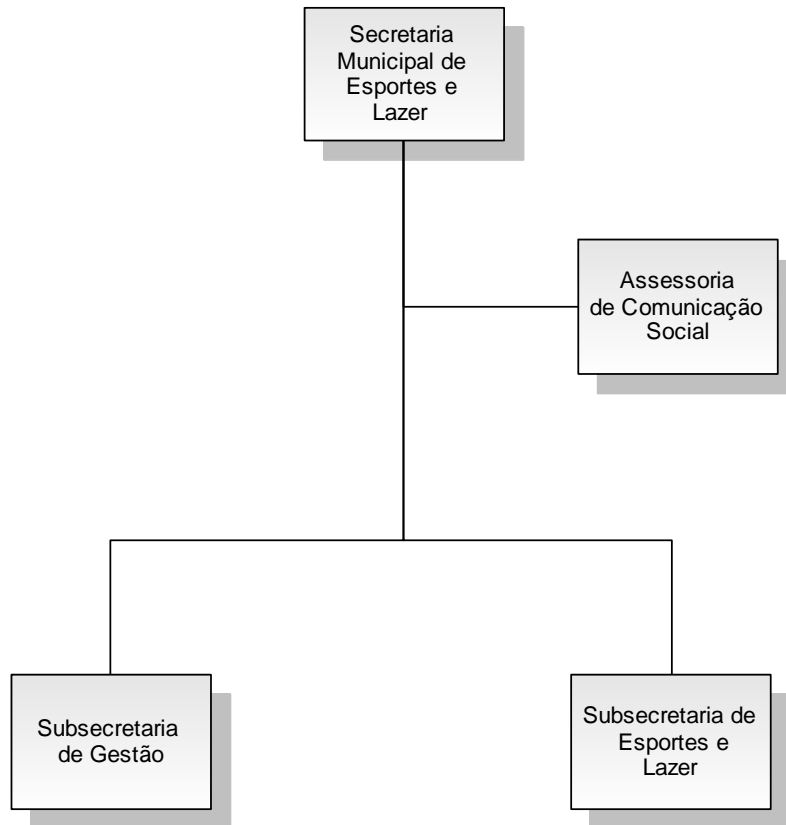 Secretaria
Municipal de
Esportes e
Lazer
Assessoria
de Comunicação
Social
Subsecretaria
de Gestão
Subsecretaria de
Esportes e
Lazer